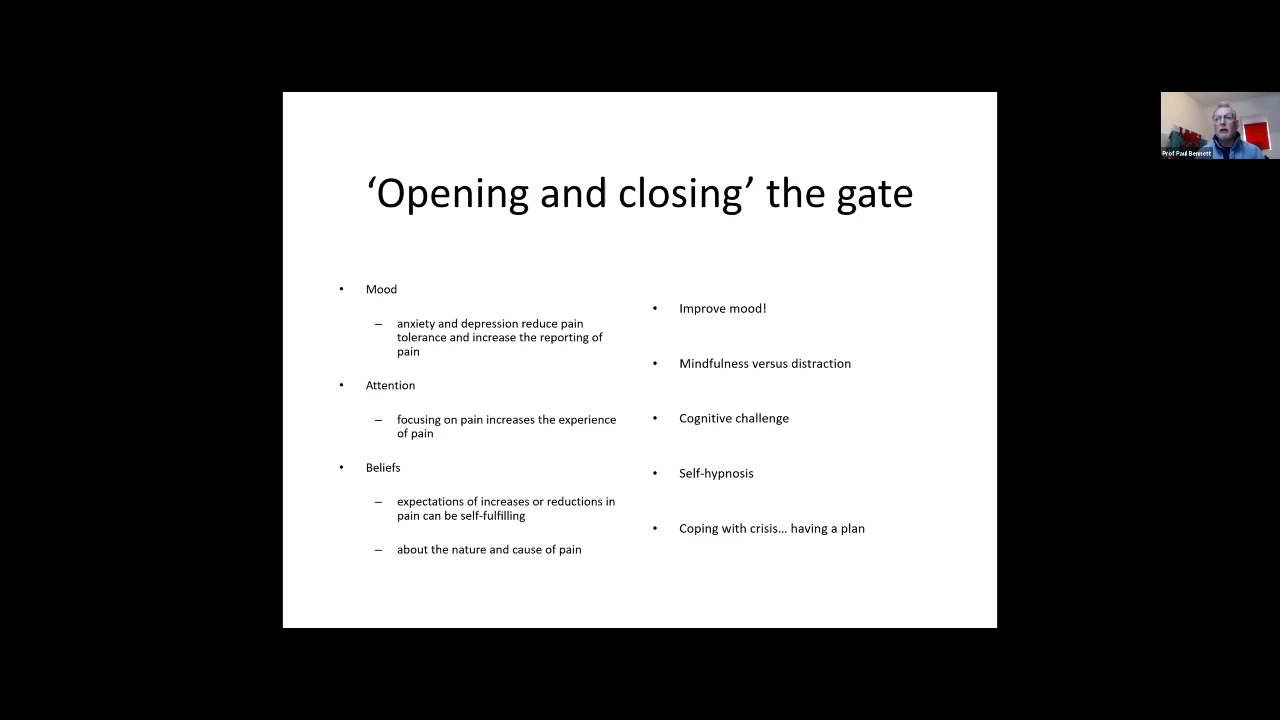 ‘Opening and closing’ the gate
• Mood
– anxiety and depression reduce pain
tolerance and increase the reporting of
pain
• Attention
– focusing on pain increases the experience
of pain
• Beliefs
– expectations of increases or reductions in
pain can be self-fulfilling
– about the nature and cause of pain
• Improve mood!
• Mindfulness versus distraction
• Cognitive challenge
• Self-hypnosis
• Coping with crisis... having a plan
Prof Paul Bennett